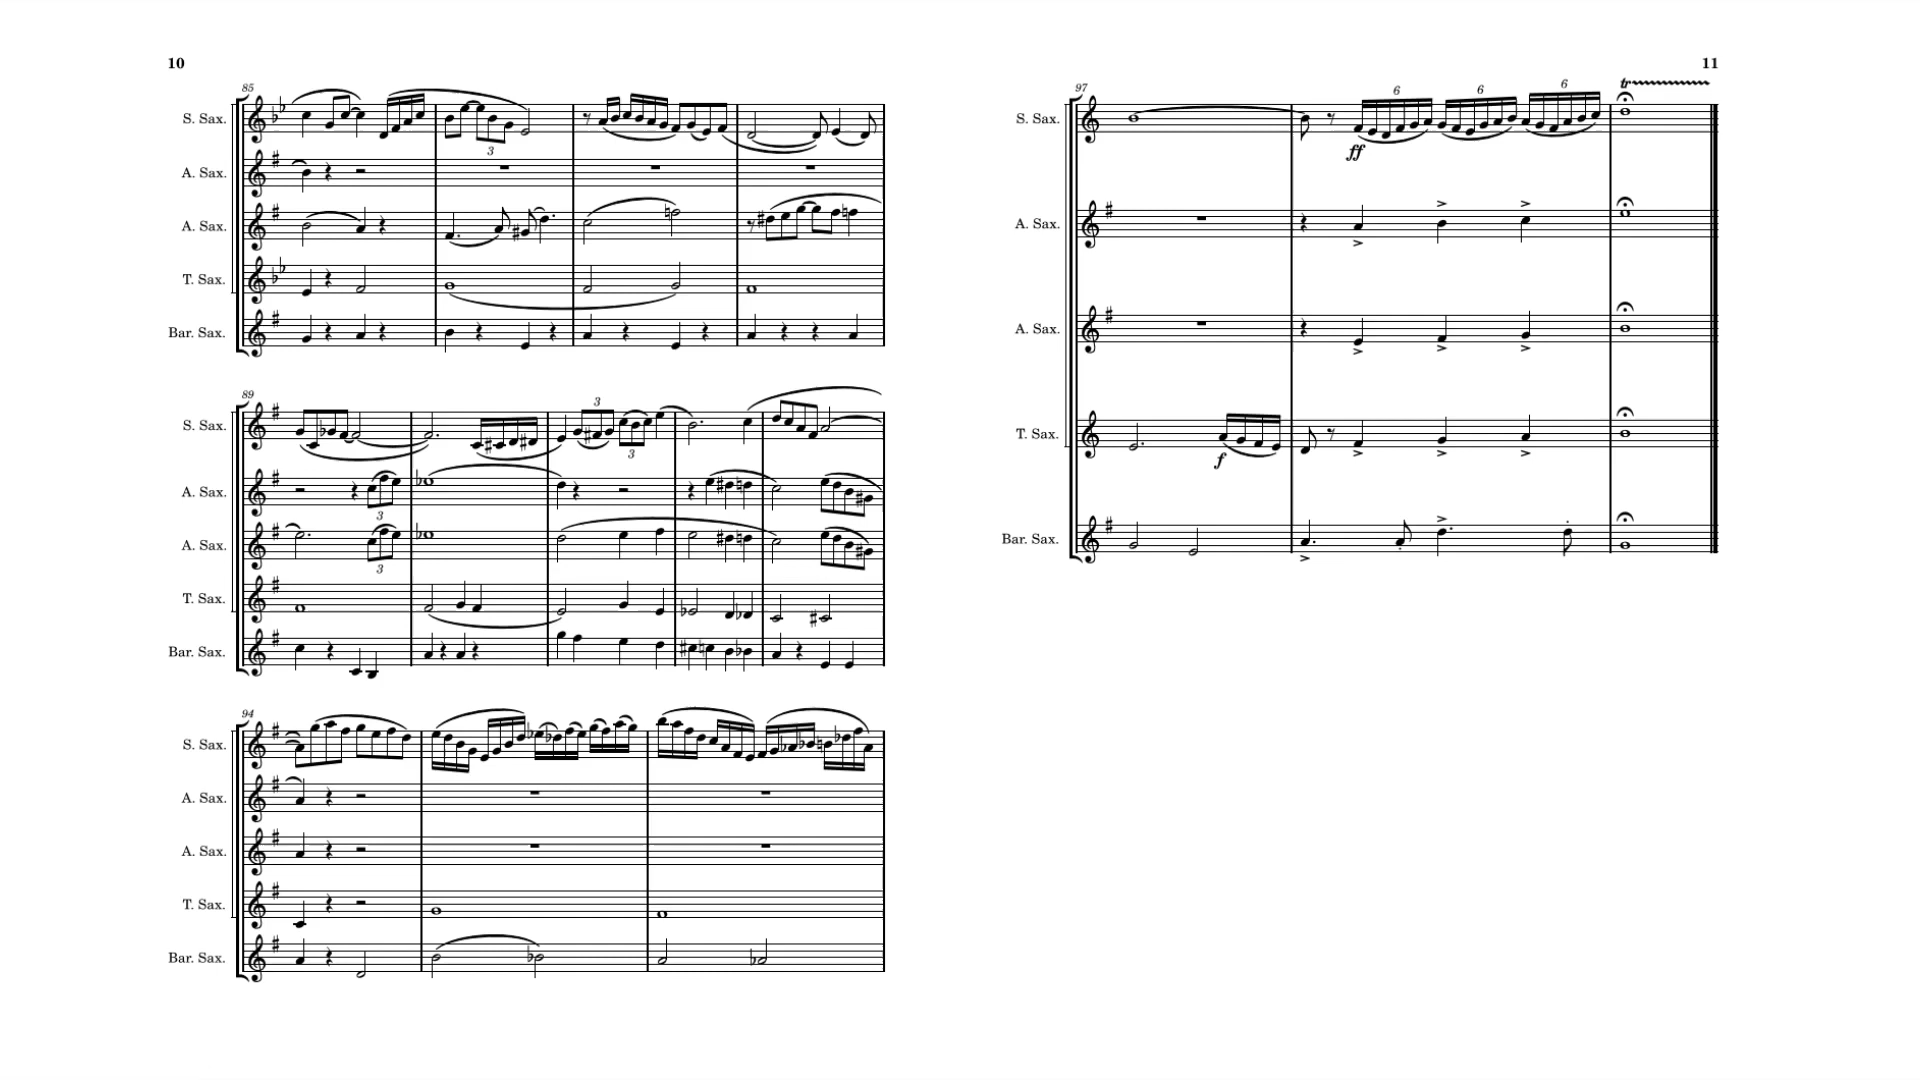 10
85
S. Sax.
3
A. Sax.
A. Sax.
T. Sax.
Bar. Sax.
89
S. Sax.
3
3
A. Sax.
3
A. Sax.
3
T. Sax.
Bar. Sax.
94
S. Sax.
A. Sax.
A. Sax.
T. Sax.
Bar. Sax.
11
97
6 6 6 tr
S. Sax.
ff
A. Sax.
A. Sax.
T. Sax.
f
Bar. Sax.